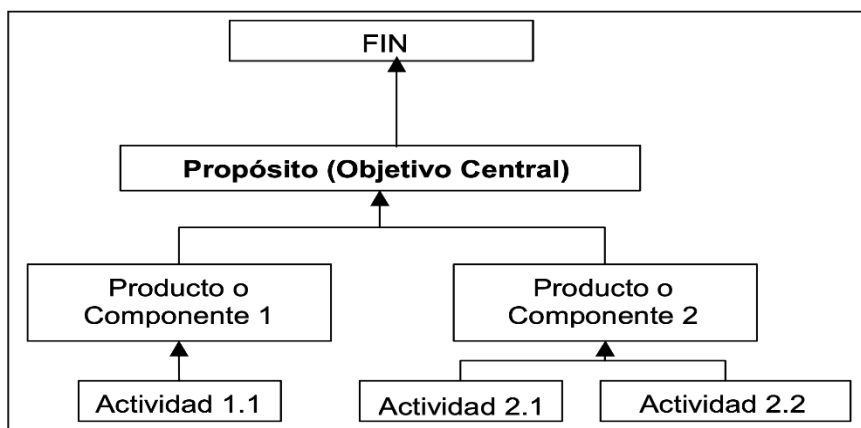 FIN
Propósito (Objetivo Central)
Producto o
Componente 1
Producto o
Componente 2
Actividad 1.1
Actividad 2.1
Actividad 2.2